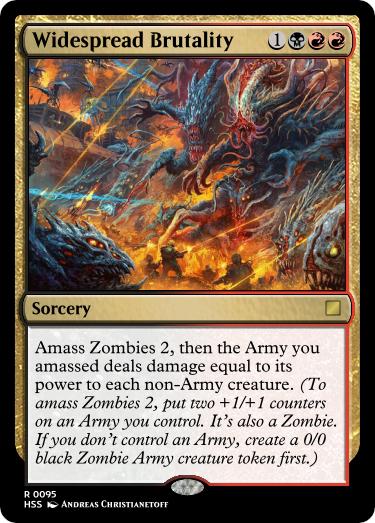 Widespread Brutality 1
Sorcery
Amass Zombies 2, then the Army you
amassed deals damage equal to its
power to each non-Army creature. (To
amass Zombies 2, put two +1/+1 counters
on an Army you control. It's also a Zombie.
If you don't control an Army, create a 0/0
black Zombie Army creature token first.)
R 0095
HSS Andreas Christianetoff